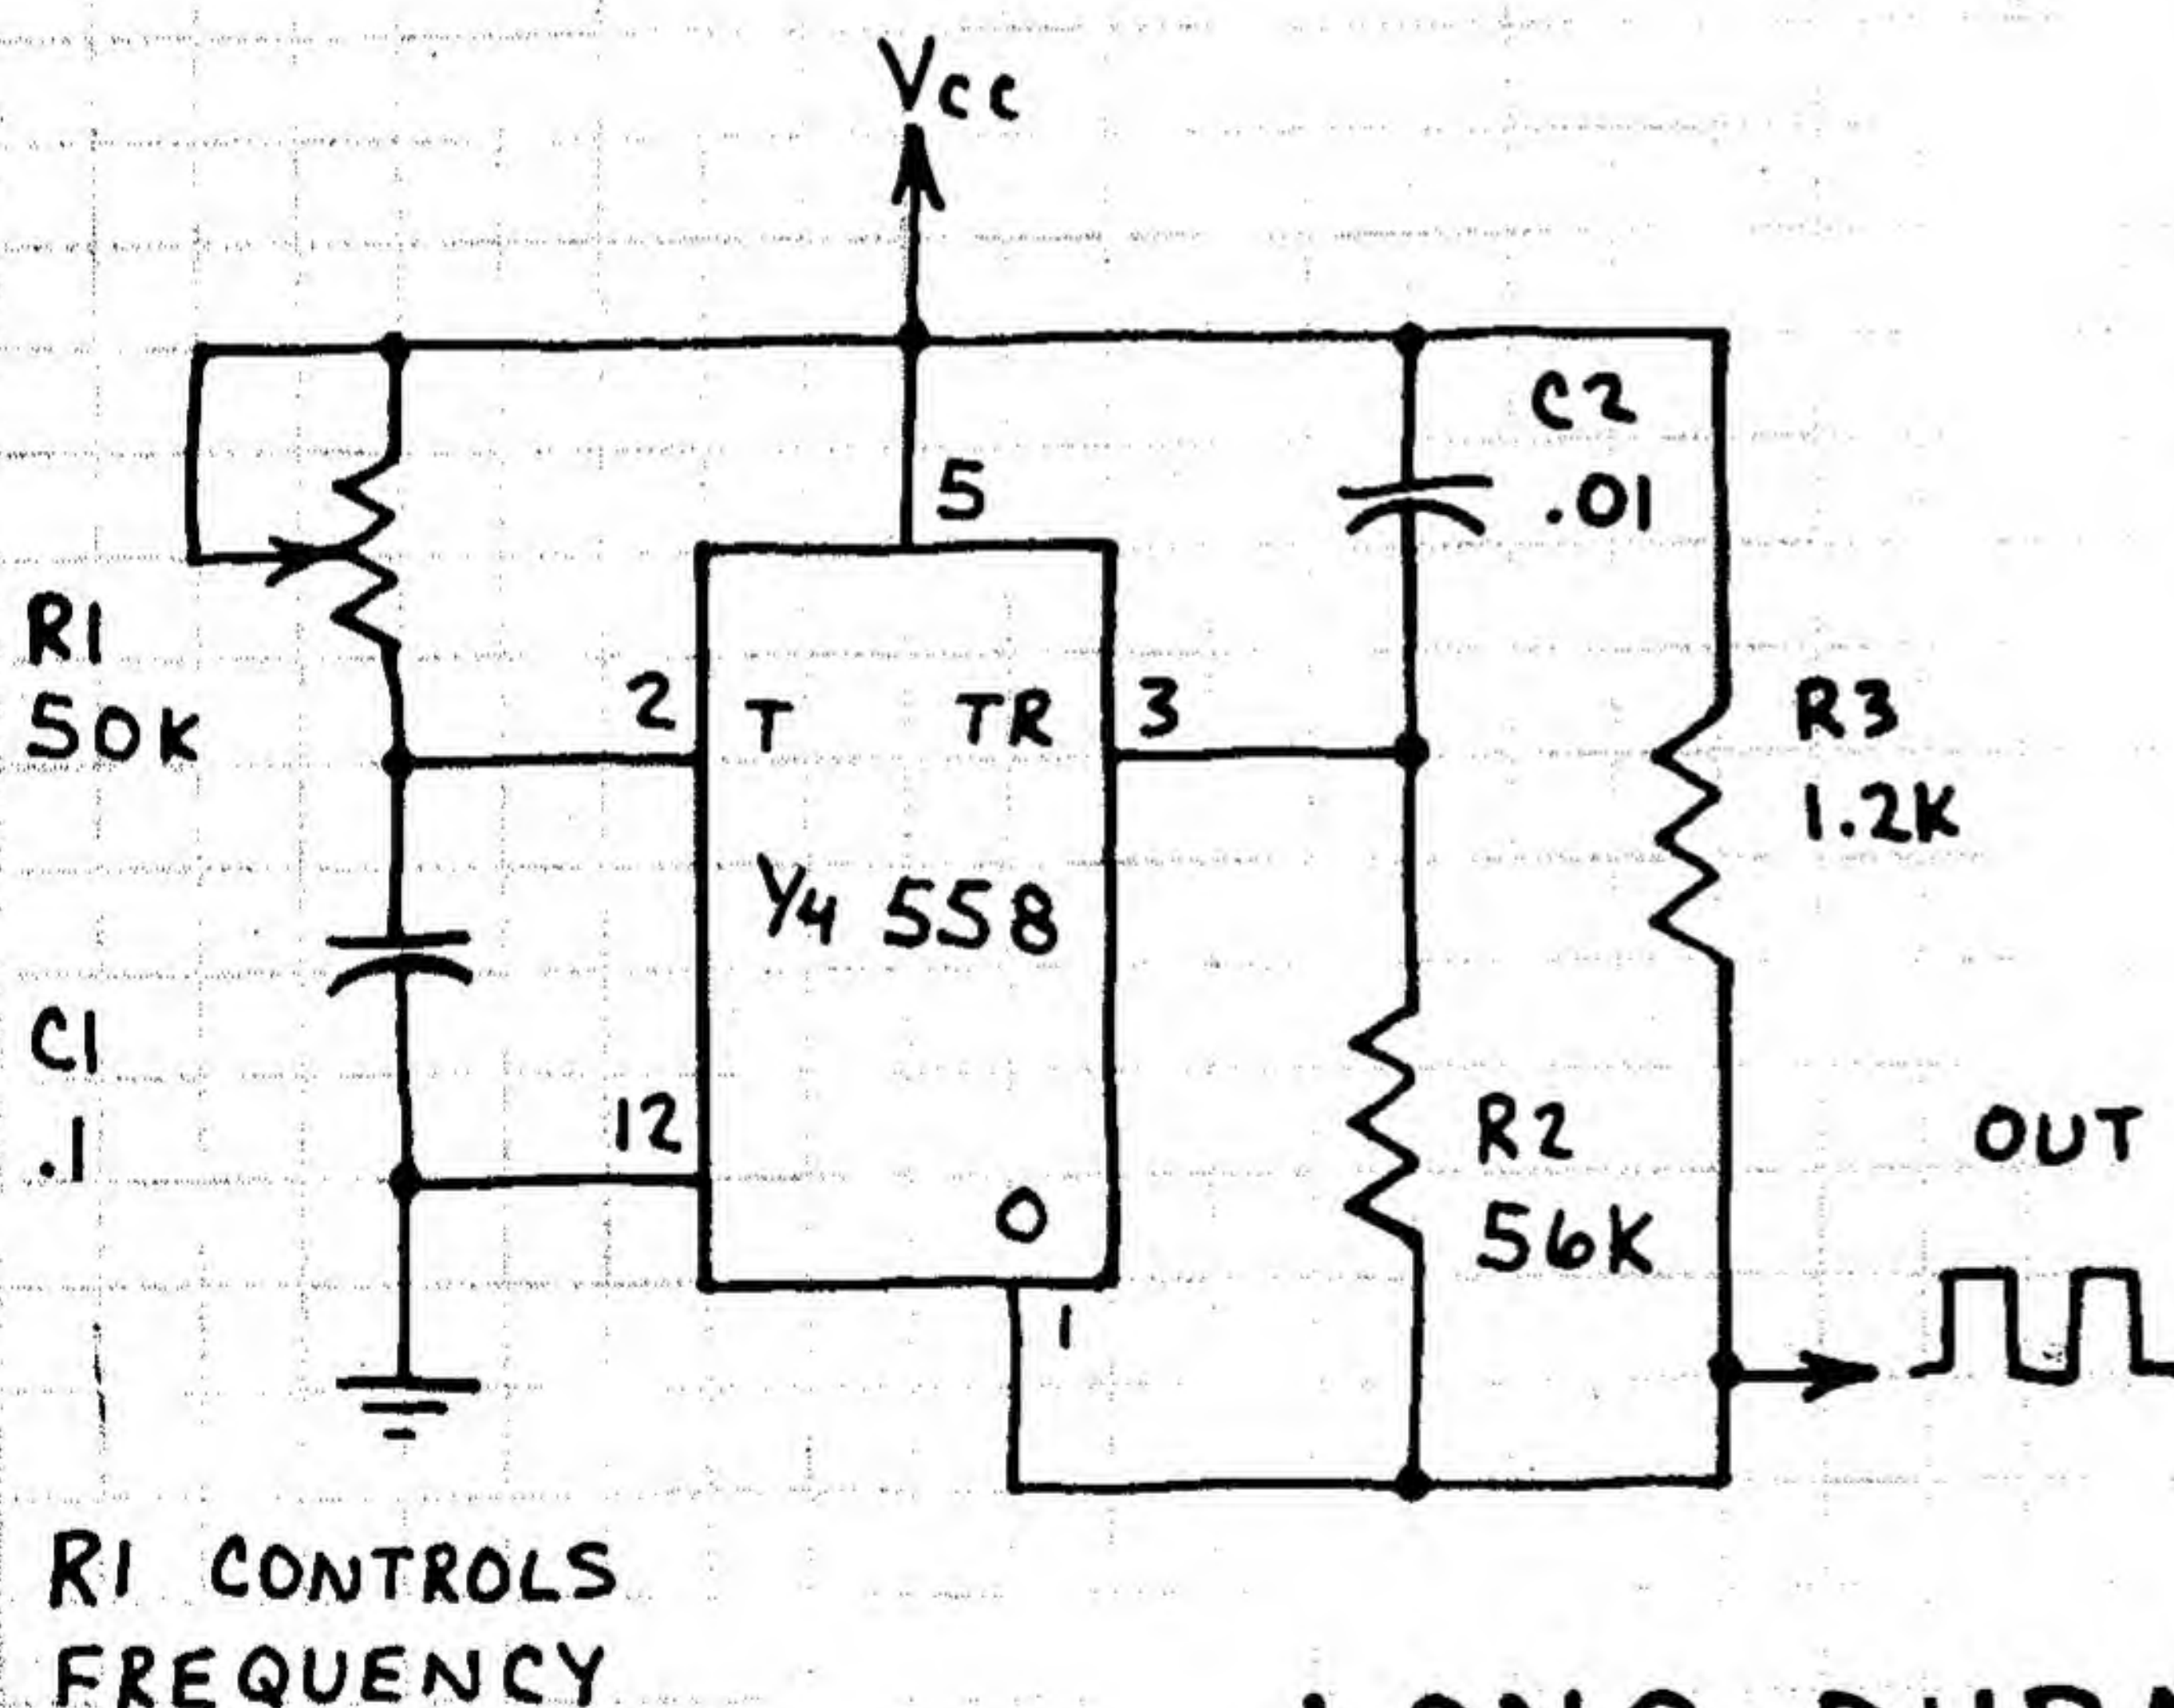 Vcc
C2
.01
5
R1
50K
2
T
TR
3
R3
1.2K
1/4 558
C1
.1
12
O
R2
56K
OUT
1
R1 CONTROLS
FREQUENCY
LONG